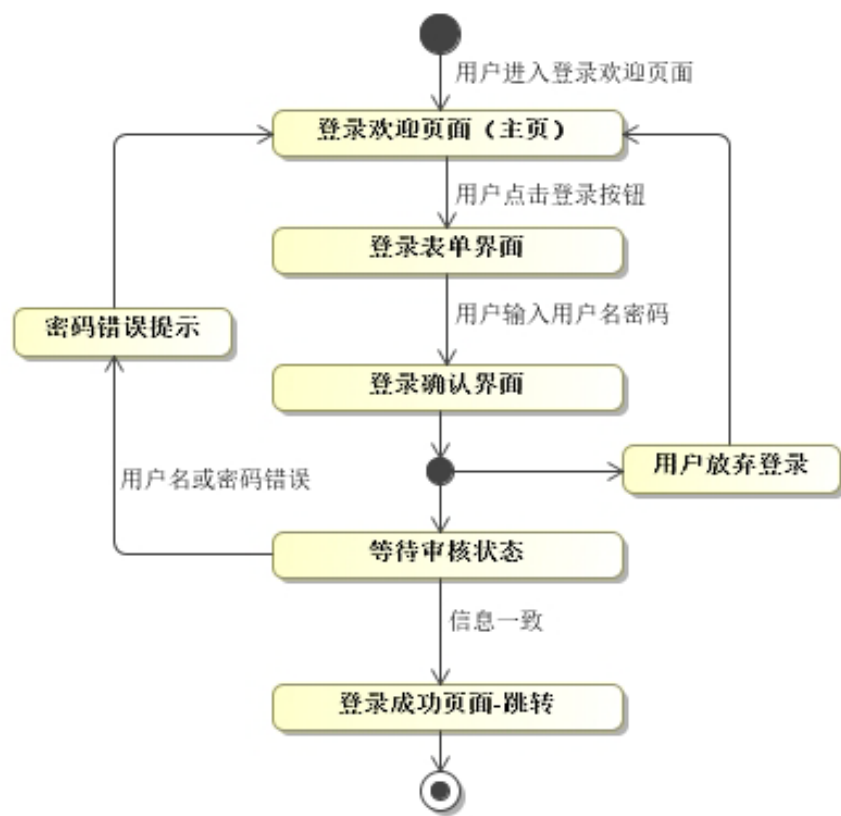 用户进入登录欢迎页面
登录欢迎页面（主页）
用户点击登录按钮
登录表单界面
用户输入用户名密码
密码错误提示
登录确认界面
用户名或密码错误
用户放弃登录
等待审核状态
信息一致
登录成功页面-跳转